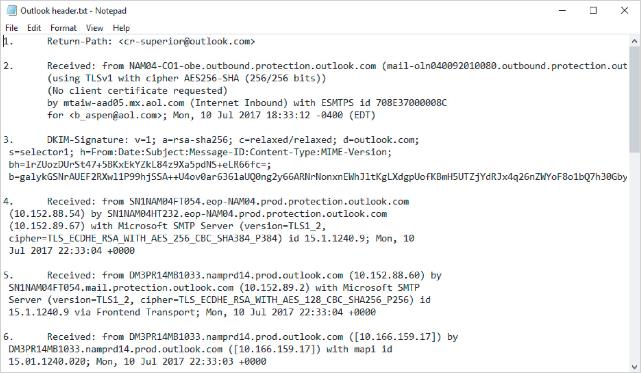 Outlook header.txt - Notepad
File Edit Format View Help
1. Return-Path: <cr-superior@outlook.com>
2. Received: from NAM04-CO1-obe.outbound.protection.outlook.com (mail-oln040092010080.outbound.protection.out
(using TLSv1 with cipher AES256-SHA (256/256 bits))
(No client certificate requested)
by mtaiw-aad05.mx.aol.com (Internet Inbound) with ESMTPS id 708E37000008C
for <b_aspen@aol.com>; Mon, 10 Jul 2017 18:33:12 -0400 (EDT)
3. DKIM-Signature: v=1; a=rsa-sha256; c=relaxed/relaxed; d=outlook.com;
s=selector1; h=From:Date:Subject:Message-ID:Content-Type:MIME-Version;
bh=1rZUozDUrSt47+5BKxEkYZkL84z9Xa5pdNS+eLR66fc=;
b=galykGSNrAUEF2RXwl1P99hjSSA++U4ov0ar6361aUQ0ng2y66ARNrNonxnEWhJltKgLXdgpUofKBmH5UTZjYdRJx4q26nZWYoF8o1bQ7h30Gby
4. Received: from SN1NAM04FT054.eop-NAM04.prod.protection.outlook.com
(10.152.88.54) by SN1NAM04HT232.eop-NAM04.prod.protection.outlook.com
(10.152.89.67) with Microsoft SMTP Server (version=TLS1_2,
cipher=TLS_ECDHE_RSA_WITH_AES_256_CBC_SHA384_P384) id 15.1.1240.9; Mon, 10
Jul 2017 22:33:04 +0000
5. Received: from DM3PR14MB1033.namprd14.prod.outlook.com (10.152.88.60) by
SN1NAM04FT054.mail.protection.outlook.com (10.152.89.2) with Microsoft SMTP
Server (version=TLS1_2, cipher=TLS_ECDHE_RSA_WITH_AES_128_CBC_SHA256_P256) id
15.1.1240.9 via Frontend Transport; Mon, 10 Jul 2017 22:33:04 +0000
6. Received: from DM3PR14MB1033.namprd14.prod.outlook.com ([10.166.159.17]) by
DM3PR14MB1033.namprd14.prod.outlook.com ([10.166.159.17]) with mapi id
15.01.1240.020; Mon, 10 Jul 2017 22:33:03 +0000